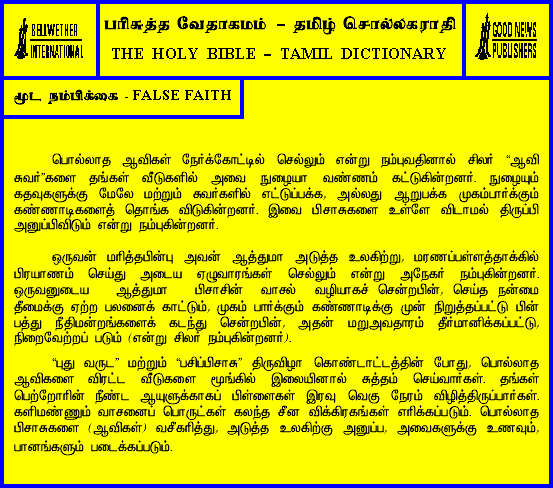 BELLWETHER
INTERNATIONAL
பரிசுத்த வேதாகமம் – தமிழ் சொல்லகராதி
THE HOLY BIBLE – TAMIL DICTIONARY
GOOD NEWS
PUBLISHERS
மூட நம்பிக்கை - FALSE FAITH
பொல்லாத ஆவிகள் நேர்க்கோட்டில் செல்லும் என்று நம்புவதினால் சிலர் “ஆவி
சுவர்”களை தங்கள் வீடுகளில் அவை நுழையா வண்ணம் கட்டுகின்றனர். நுழையும்
கதவுகளுக்கு மேலே மற்றும் சுவர்களில் எட்டுப்பக்க, அல்லது ஆறுபக்க முகம்பார்க்கும்
கண்ணாடிகளைத் தொங்க விடுகின்றனர். இவை பிசாசுகளை உள்ளே விடாமல் திருப்பி
அனுப்பிவிடும் என்று நம்புகின்றனர்.
ஒருவன் மரித்தபின்பு அவன் ஆத்துமா அடுத்த உலகிற்கு, மரணப்பள்ளத்தாக்கில்
பிரயாணம் செய்து அடைய ஏழுவாரங்கள் செல்லும் என்று அநேகர் நம்புகின்றனர்.
ஒருவனுடைய ஆத்துமா பிசாசின் வாசல் வழியாகச் சென்றபின், செய்த நன்மை
தீமைக்கு ஏற்ற பலனைக் காட்டும், முகம் பார்க்கும் கண்ணாடிக்கு முன் நிறுத்தப்பட்டு பின்
பத்து நீதிமன்றங்களைக் கடந்து சென்றபின், அதன் மறுஅவதாரம் தீர்மானிக்கப்பட்டு,
நிறைவேற்றப் படும் (என்று சிலர் நம்புகின்றனர்).
“புது வருட” மற்றும் “பசிப்பிசாசு” திருவிழா கொண்டாட்டத்தின் போது, பொல்லாத
ஆவிகளை விரட்ட வீடுகளை மூங்கில் இலையினால் சுத்தம் செய்வார்கள். தங்கள்
பெற்றோரின் நீண்ட ஆயுளுக்காகப் பிள்ளைகள் இரவு வெகு நேரம் விழித்திருப்பார்கள்.
களிமண்ணும் வாசனைப் பொருட்கள் கலந்த சீன விக்கிரகங்கள் எரிக்கப்படும். பொல்லாத
பிசாசுகளை (ஆவிகள்) வசீகரித்து, அடுத்த உலகிற்கு அனுப்ப, அவைகளுக்கு உணவும்,
பானங்களும் படைக்கப்படும்.